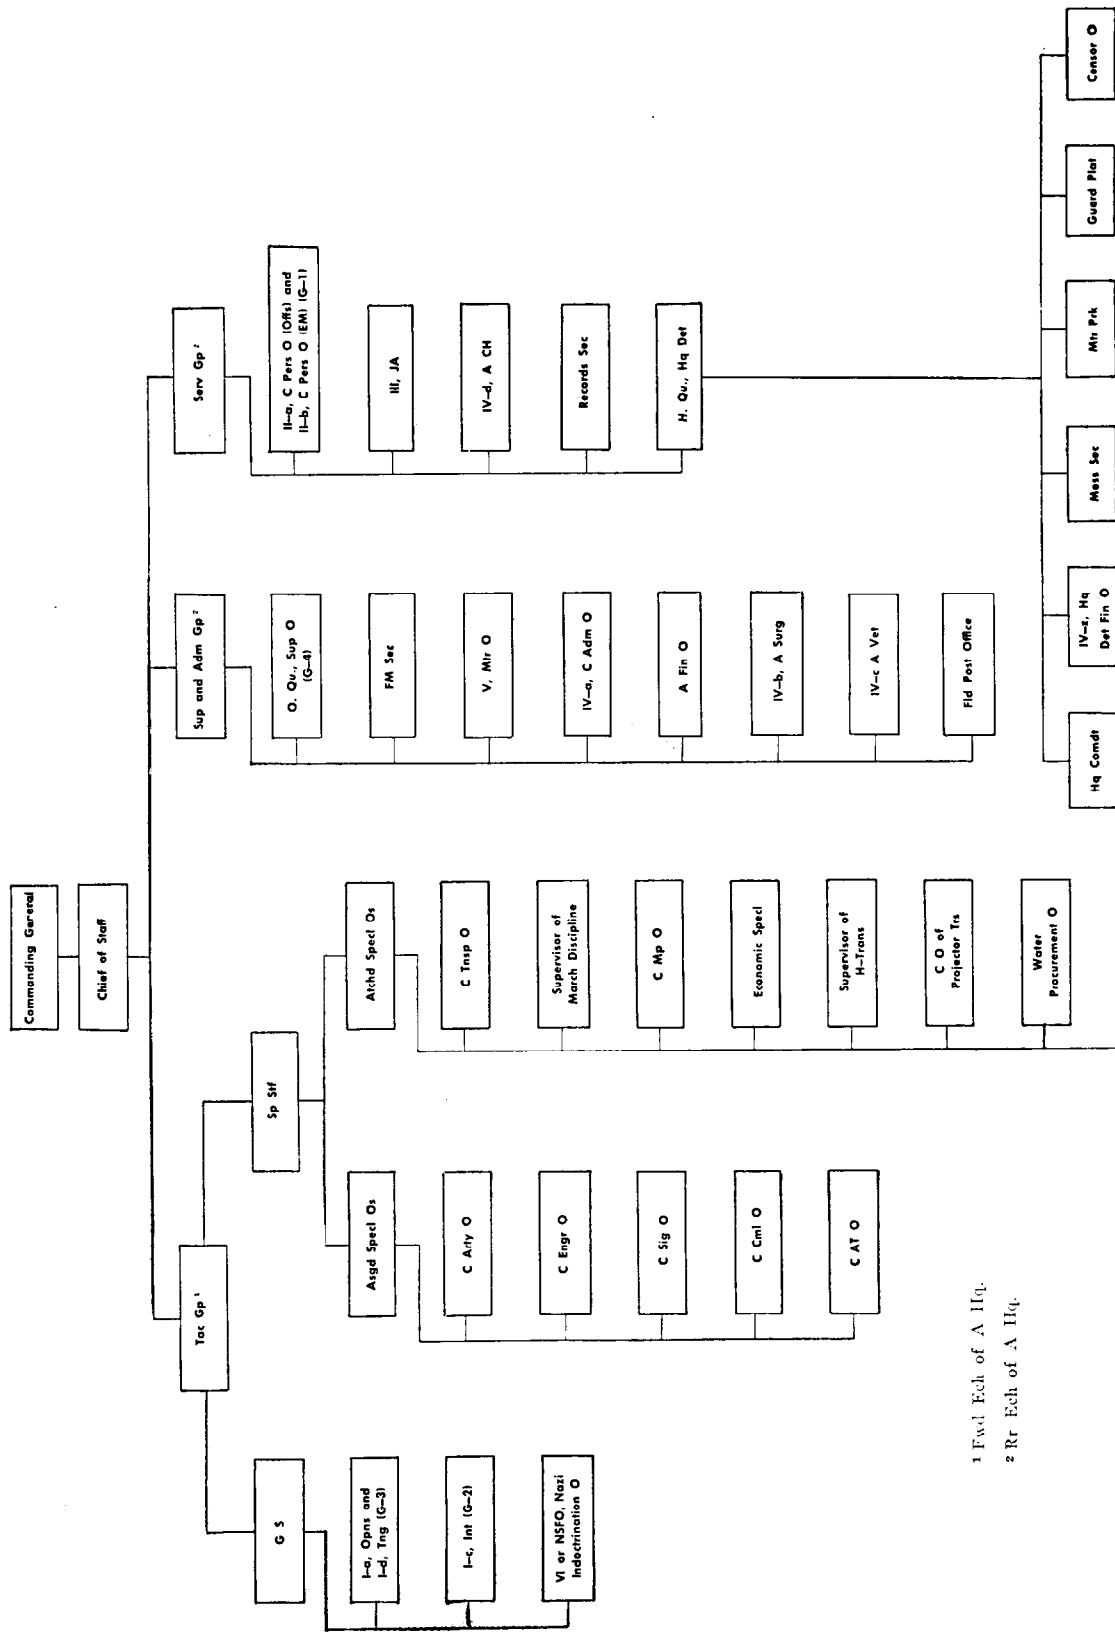 Commanding General
Chief of Staff
Tac Gp ¹
Sup and Adm Gp ²
Serv Gp ²
G S
Sp Stf
I-a, Opns and
I-d, Tng (G-3)
I-c, Int (G-2)
VI or NSFO, Nazi
Indoctrination O
Asgd Specl Os
C Arty O
C Engr O
C Sig O
C Cml O
C AT O
Atchd Specl Os
C Tnsp O
Supervisor of
March Discipline
C Mp O
Economic Specl
Supervisor of
H-Trans
C O of
Projector Trs
Water
Procurement O
O. Qu., Sup O
(G-4)
FM Sec
V, Mtr O
IV-a, C Adm O
A Fin O
IV-b, A Surg
IV-c A Vet
Fld Post Office
II-a, C Pers O (Offs) and
II-b, C Pers O (EM) (G-1)
III, JA
IV-d, A CH
Records Sec
H. Qu., Hq Det
Hq Comdt
IV-z, Hq
Det Fin O
Mess Sec
Mtr Prk
Guard Plat
Censor O
¹ Fwd Ech of A Hq.
² Rr Ech of A Hq.